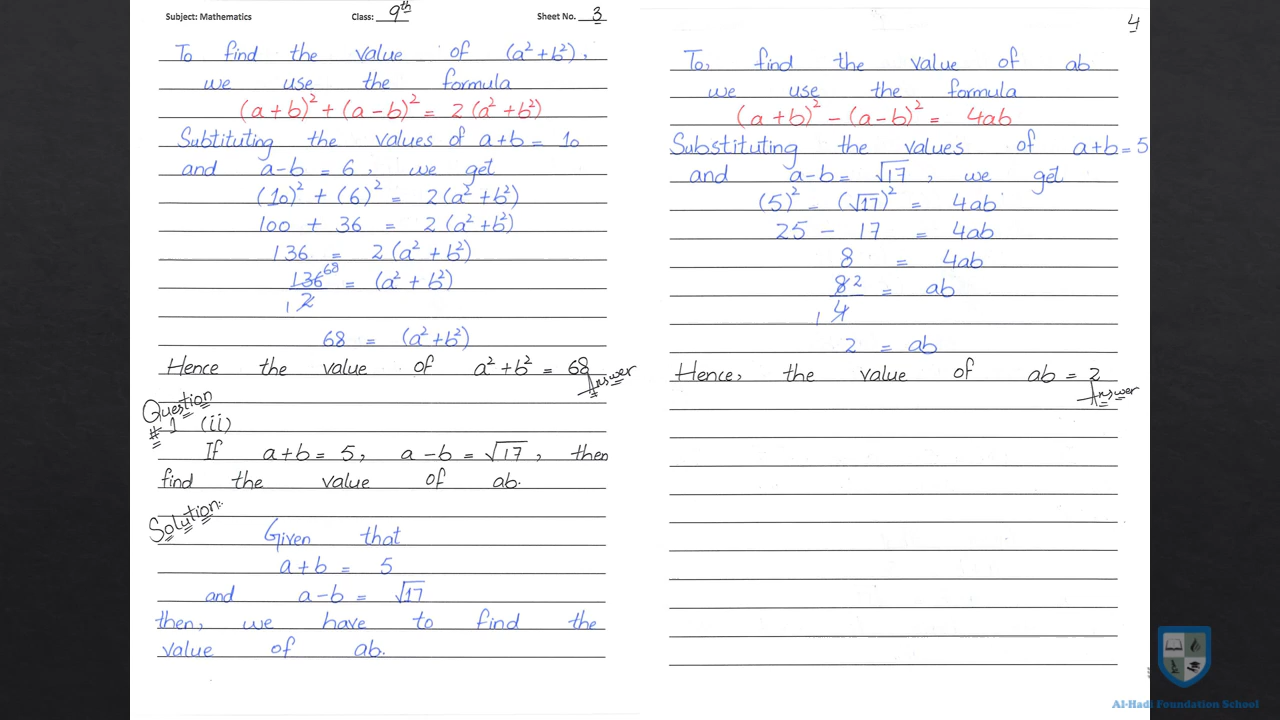 Subject: Mathematics Class: 9th Sheet No. 3
To find the value of (a² + b²),
we use the formula
(a + b)² + (a – b)² = 2 (a² + b²)
Subtituting the values of a + b = 10
and a – b = 6, we get
(10)² + (6)² = 2 (a² + b²)
100 + 36 = 2 (a² + b²)
136 = 2 (a² + b²)
136 68 = (a² + b²)
1 2
68 = (a² + b²)
Hence the value of a² + b² = 68
Answer
Question
# 1 (ii)
If a + b = 5, a – b = √17, then
find the value of ab.
Solution:
Given that
a + b = 5
and a – b = √17
then, we have to find the
value of ab.
4
To, find the value of ab
we use the formula
(a + b)² – (a – b)² = 4ab
Substituting the values of a + b = 5
and a – b = √17, we get
(5)² – (√17)² = 4ab
25 – 17 = 4ab
8 = 4ab
8 2 = ab
1 4
2 = ab
Hence, the value of ab = 2
Answer
Al-Hadi Foundation School